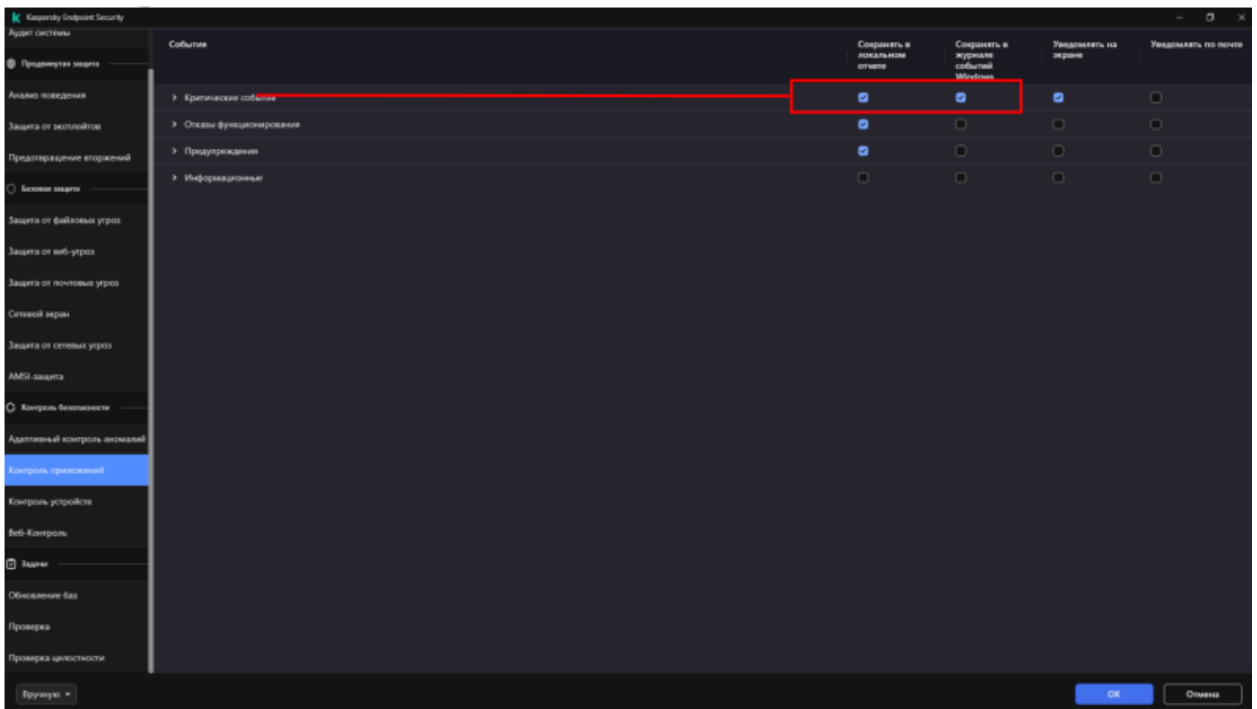 Kaspersky Endpoint Security
Аудит системы
Продвинутая защита
Анализ поведения
Защита от эксплойтов
Предотвращение вторжений
Базовая защита
Защита от файловых угроз
Защита от веб-угроз
Защита от почтовых угроз
Сетевой экран
Защита от сетевых угроз
AMSI-защита
Контроль безопасности
Адаптивный контроль аномалий
Контроль приложений
Контроль устройств
Веб-Контроль
Задачи
Обновление баз
Проверка
Проверка целостности
Вручную
События
Сохранять в
локальном
отчете
Сохранять в
журнале
событий
Windows
Уведомлять на
экране
Уведомлять по почте
Критические события
Отказы функционирования
Предупреждения
Информационные
OK
Отмена